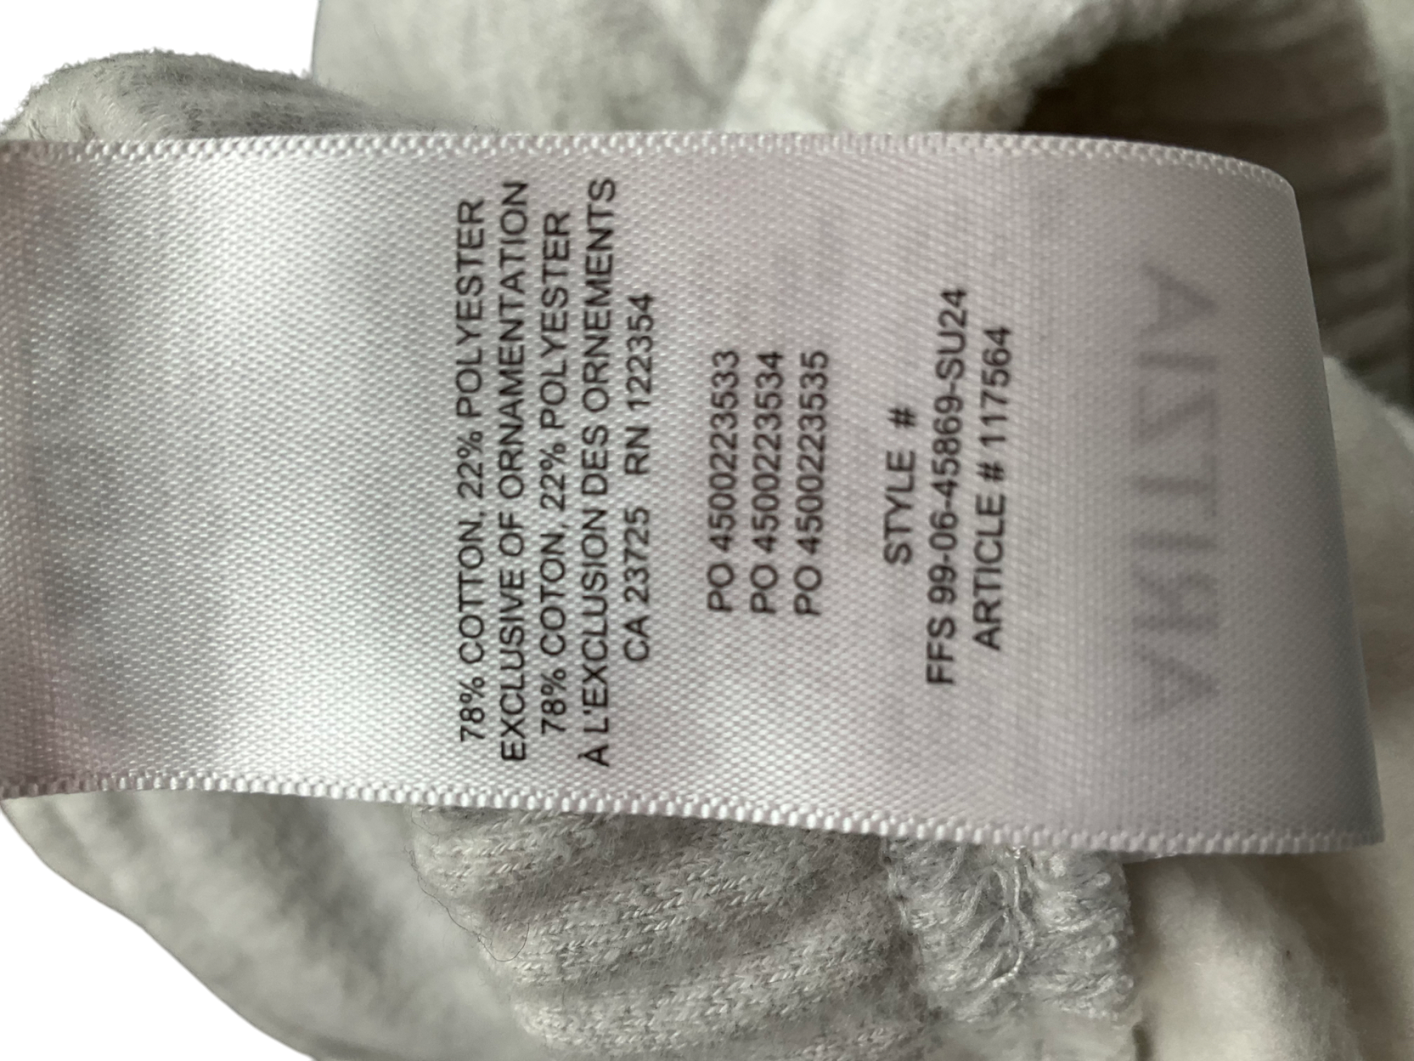 78% COTTON, 22% POLYESTER
EXCLUSIVE OF ORNAMENTATION
78% COTON, 22% POLYESTER
À L'EXCLUSION DES ORNEMENTS
CA 23725 RN 122354
PO 4500223533
PO 4500223534
PO 4500223535
STYLE #
FFS 99-06-45869-SU24
ARTICLE # 117564
ARITZIA